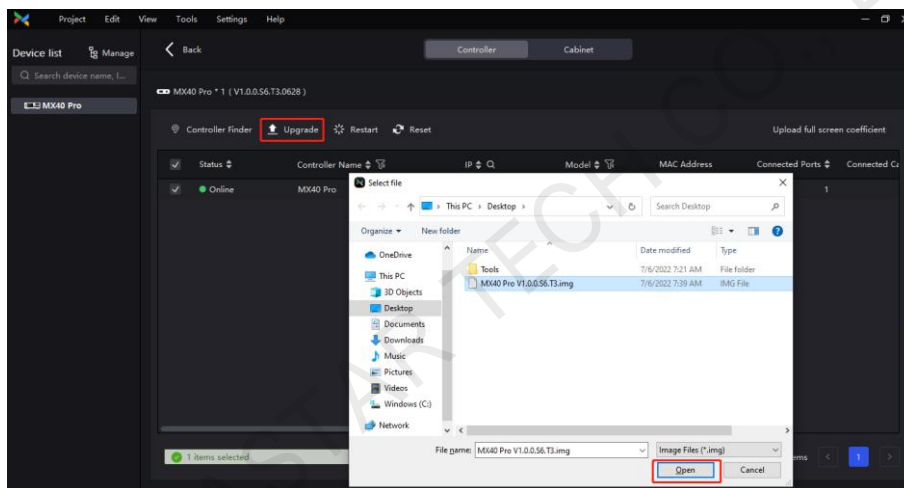 Project Edit View Tools Settings Help
Device list Manage
Back
Controller Cabinet
Search device name, I...
MX40 Pro * 1 ( V1.0.0.S6.T3.0628 )
MX40 Pro
Controller Finder Upgrade Restart Reset Upload full screen coefficient
Status Controller Name IP Model MAC Address Connected Ports Connected Ca
Online MX40 Pro 1
Select file
This PC › Desktop ›
Search Desktop
Organize New folder
Name Date modified Type
OneDrive
This PC
3D Objects
Desktop
Documents
Downloads
Music
Pictures
Videos
Windows (C:)
Network
Tools 7/6/2022 7:21 AM File folder
MX40 Pro V1.0.0.S6.T3.img 7/6/2022 7:39 AM IMG File
File name: MX40 Pro V1.0.0.S6.T3.img Image Files (*.img)
Open Cancel
1 items selected
ems 1
STAR TECH CO.,